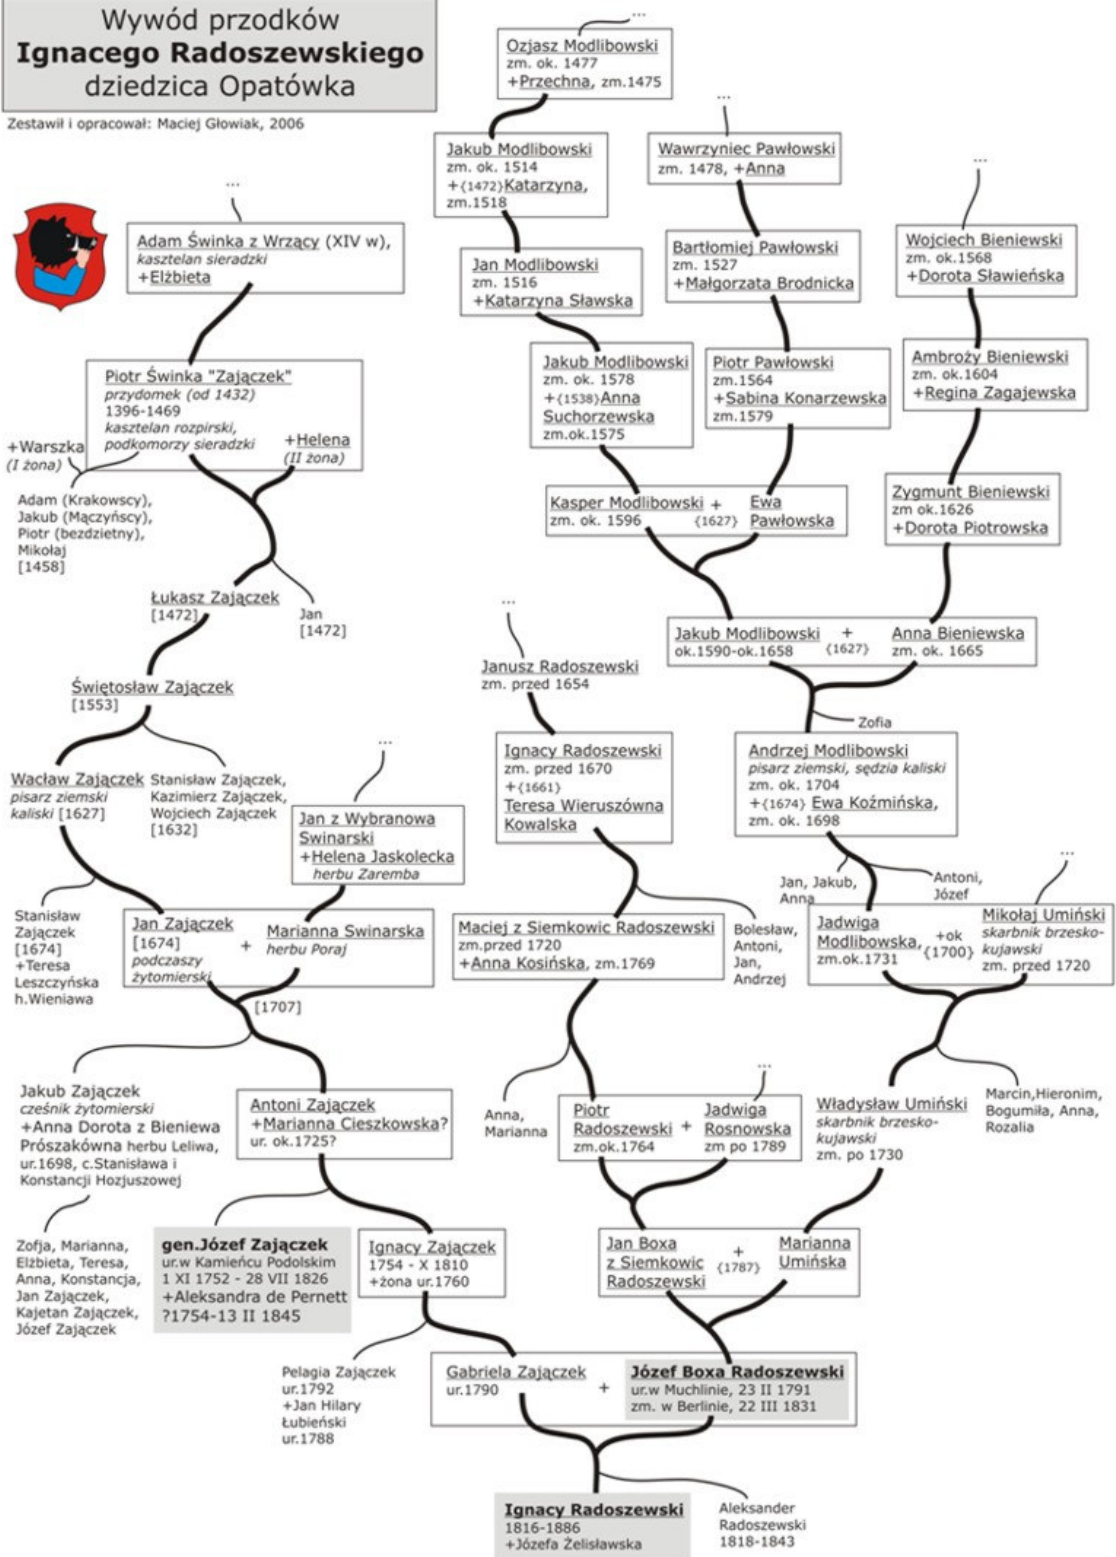 Wywód przodków
Ignacego Radoszewskiego
dziedzica Opatówka
Zestawił i opracował: Maciej Głowiak, 2006
...
Ozjasz Modlibowski
zm. ok. 1477
+Przechna, zm.1475
Jakub Modlibowski
zm. ok. 1514
+{1472}Katarzyna,
zm.1518
...
Wawrzyniec Pawłowski
zm. 1478, +Anna
...
Adam Świnka z Wrzący (XIV w),
kasztelan sieradzki
+Elżbieta
Jan Modlibowski
zm. 1516
+Katarzyna Sławska
Bartłomiej Pawłowski
zm. 1527
+Małgorzata Brodnicka
...
Wojciech Bieniewski
zm. ok.1568
+Dorota Sławieńska
Piotr Świnka "Zajączek"
przydomek (od 1432)
1396-1469
kasztelan rozpirski,
podkomorzy sieradzki
+Helena
(II żona)
+Warszka
(I żona)
Adam (Krakowscy),
Jakub (Mączyńscy),
Piotr (bezdzietny),
Mikołaj
[1458]
Jakub Modlibowski
zm. ok. 1578
+{1538}Anna
Suchorzewska
zm.ok.1575
Piotr Pawłowski
zm.1564
+Sabina Konarzewska
zm.1579
Ambroży Bieniewski
zm. ok.1604
+Regina Zagajewska
Kasper Modlibowski
zm. ok. 1596
+
{1627}
Ewa
Pawłowska
Zygmunt Bieniewski
zm ok.1626
+Dorota Piotrowska
Łukasz Zajączek
[1472]
Jan
[1472]
...
Janusz Radoszewski
zm. przed 1654
Jakub Modlibowski
ok.1590-ok.1658
+
{1627}
Anna Bieniewska
zm. ok. 1665
Świętosław Zajączek
[1553]
Zofia
Wacław Zajączek
pisarz ziemski
kaliski [1627]
Stanisław Zajączek,
Kazimierz Zajączek,
Wojciech Zajączek
[1632]
...
Jan z Wybranowa
Swinarski
+Helena Jaskolecka
herbu Zaremba
Ignacy Radoszewski
zm. przed 1670
+{1661}
Teresa Wieruszówna
Kowalska
Andrzej Modlibowski
pisarz ziemski, sędzia kaliski
zm. ok. 1704
+{1674} Ewa Koźmińska,
zm. ok. 1698
Jan, Jakub,
Anna
Antoni,
Józef
...
Stanisław
Zajączek
[1674]
+Teresa
Leszczyńska
h.Wieniawa
Jan Zajączek
[1674]
podczaszy
żytomierski
+
Marianna Swinarska
herbu Poraj
[1707]
Maciej z Siemkowic Radoszewski
zm.przed 1720
+Anna Kosińska, zm.1769
Bolesław,
Antoni,
Jan,
Andrzej
Jadwiga
Modlibowska,
zm.ok.1731
+ok
{1700}
Mikołaj Umiński
skarbnik brzesko-
kujawski
zm. przed 1720
Jakub Zajączek
cześnik żytomierski
+Anna Dorota z Bieniewa
Prószakówna herbu Leliwa,
ur.1698, c.Stanisława i
Konstancji Hozjuszowej
Antoni Zajączek
+Marianna Cieszkowska?
ur. ok.1725?
Anna,
Marianna
Piotr
Radoszewski
zm.ok.1764
+
...
Jadwiga
Rosnowska
zm po 1789
Władysław Umiński
skarbnik brzesko-
kujawski
zm. po 1730
Marcin,Hieronim,
Bogumiła, Anna,
Rozalia
Zofja, Marianna,
Elżbieta, Teresa,
Anna, Konstancja,
Jan Zajączek,
Kajetan Zajączek,
Józef Zajączek
gen.Józef Zajączek
ur.w Kamieńcu Podolskim
1 XI 1752 - 28 VII 1826
+Aleksandra de Pernett
?1754-13 II 1845
Ignacy Zajączek
1754 - X 1810
+żona ur.1760
Jan Boxa
z Siemkowic
Radoszewski
+
{1787}
Marianna
Umińska
Pelagia Zajączek
ur.1792
+Jan Hilary
Łubieński
ur.1788
Gabriela Zajączek
ur.1790
+
Józef Boxa Radoszewski
ur.w Muchlinie, 23 II 1791
zm. w Berlinie, 22 III 1831
Ignacy Radoszewski
1816-1886
+Józefa Żelisławska
Aleksander
Radoszewski
1818-1843